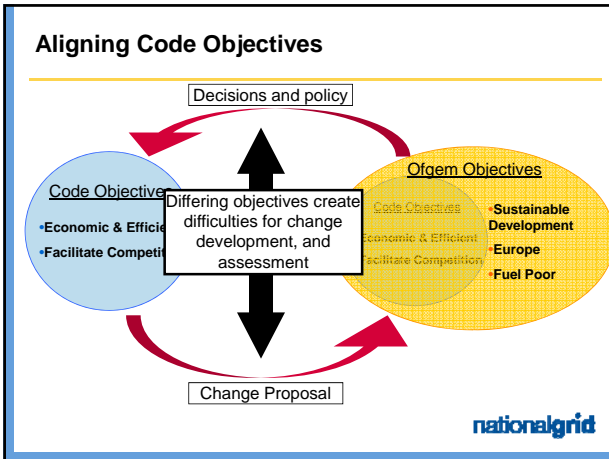 Aligning Code Objectives
Decisions and policy
Code Objectives
•Economic & Efficie
•Facilitate Competit
Differing objectives create
difficulties for change
development, and
assessment
Ofgem Objectives
Code Objectives
Economic & Efficient
Facilitate Competition
•Sustainable
Development
•Europe
•Fuel Poor
Change Proposal
nationalgrid